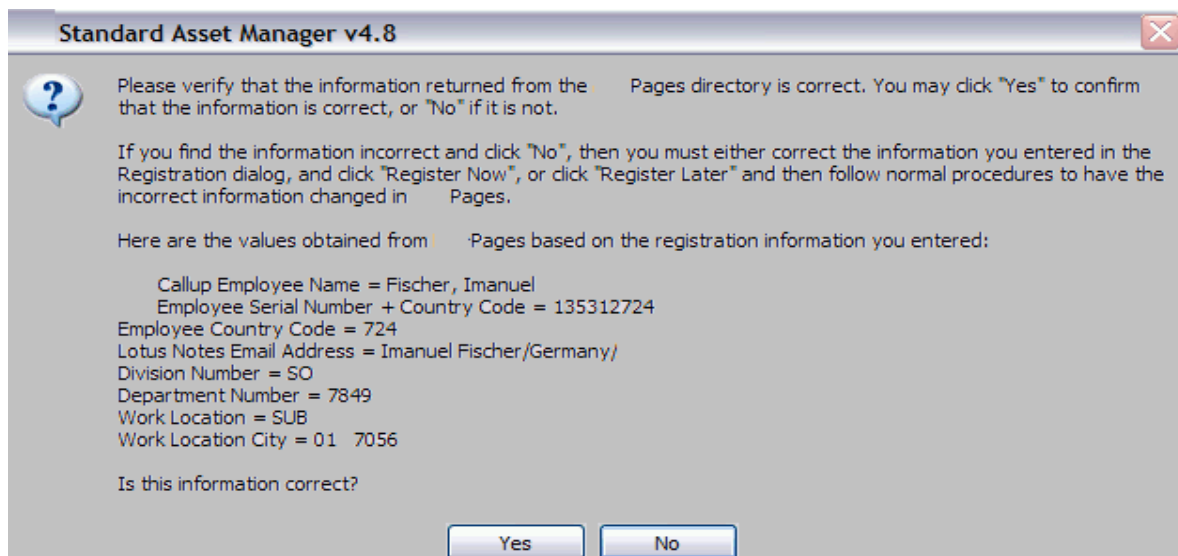 Standard Asset Manager v4.8
Please verify that the information returned from the Pages directory is correct. You may click "Yes" to confirm
that the information is correct, or "No" if it is not.
If you find the information incorrect and click "No", then you must either correct the information you entered in the
Registration dialog, and click "Register Now", or click "Register Later" and then follow normal procedures to have the
incorrect information changed in Pages.
Here are the values obtained from Pages based on the registration information you entered:
Callup Employee Name = Fischer, Imanuel
Employee Serial Number + Country Code = 135312724
Employee Country Code = 724
Lotus Notes Email Address = Imanuel Fischer/Germany/
Division Number = SO
Department Number = 7849
Work Location = SUB
Work Location City = 01 7056
Is this information correct?
Yes No